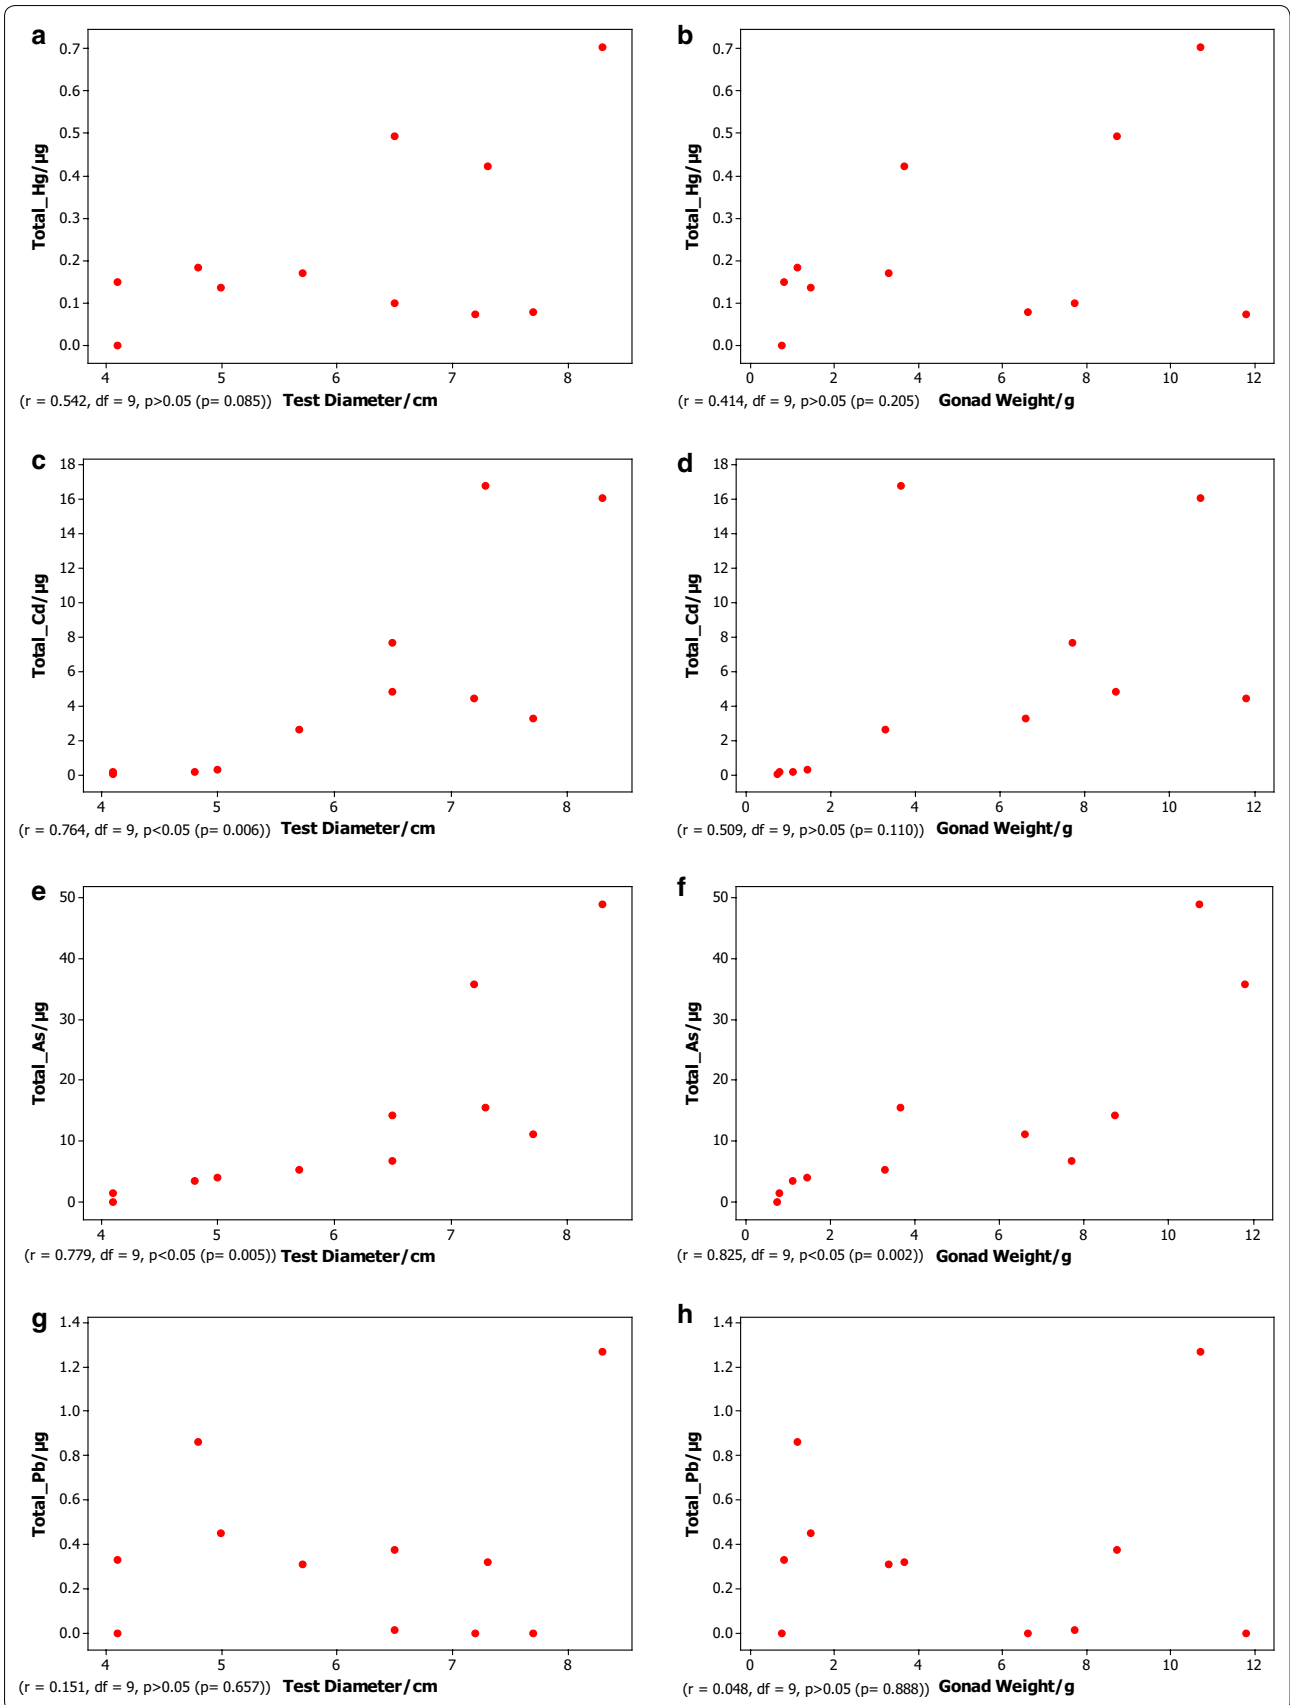 a
Total_Hg/µg
0.7
0.6
0.5
0.4
0.3
0.2
0.1
0.0
4 5 6 7 8
(r = 0.542, df = 9, p>0.05 (p= 0.085)) Test Diameter/cm
b
Total_Hg/µg
0.7
0.6
0.5
0.4
0.3
0.2
0.1
0.0
0 2 4 6 8 10 12
(r = 0.414, df = 9, p>0.05 (p= 0.205) Gonad Weight/g
c
Total_Cd/µg
18
16
14
12
10
8
6
4
2
0
4 5 6 7 8
(r = 0.764, df = 9, p<0.05 (p= 0.006)) Test Diameter/cm
d
Total_Cd/µg
18
16
14
12
10
8
6
4
2
0
0 2 4 6 8 10 12
(r = 0.509, df = 9, p>0.05 (p= 0.110)) Gonad Weight/g
e
Total_As/µg
50
40
30
20
10
0
4 5 6 7 8
(r = 0.779, df = 9, p<0.05 (p= 0.005)) Test Diameter/cm
f
Total_As/µg
50
40
30
20
10
0
0 2 4 6 8 10 12
(r = 0.825, df = 9, p<0.05 (p= 0.002)) Gonad Weight/g
g
Total_Pb/µg
1.4
1.2
1.0
0.8
0.6
0.4
0.2
0.0
4 5 6 7 8
(r = 0.151, df = 9, p>0.05 (p= 0.657)) Test Diameter/cm
h
Total_Pb/µg
1.4
1.2
1.0
0.8
0.6
0.4
0.2
0.0
0 2 4 6 8 10 12
(r = 0.048, df = 9, p>0.05 (p= 0.888)) Gonad Weight/g